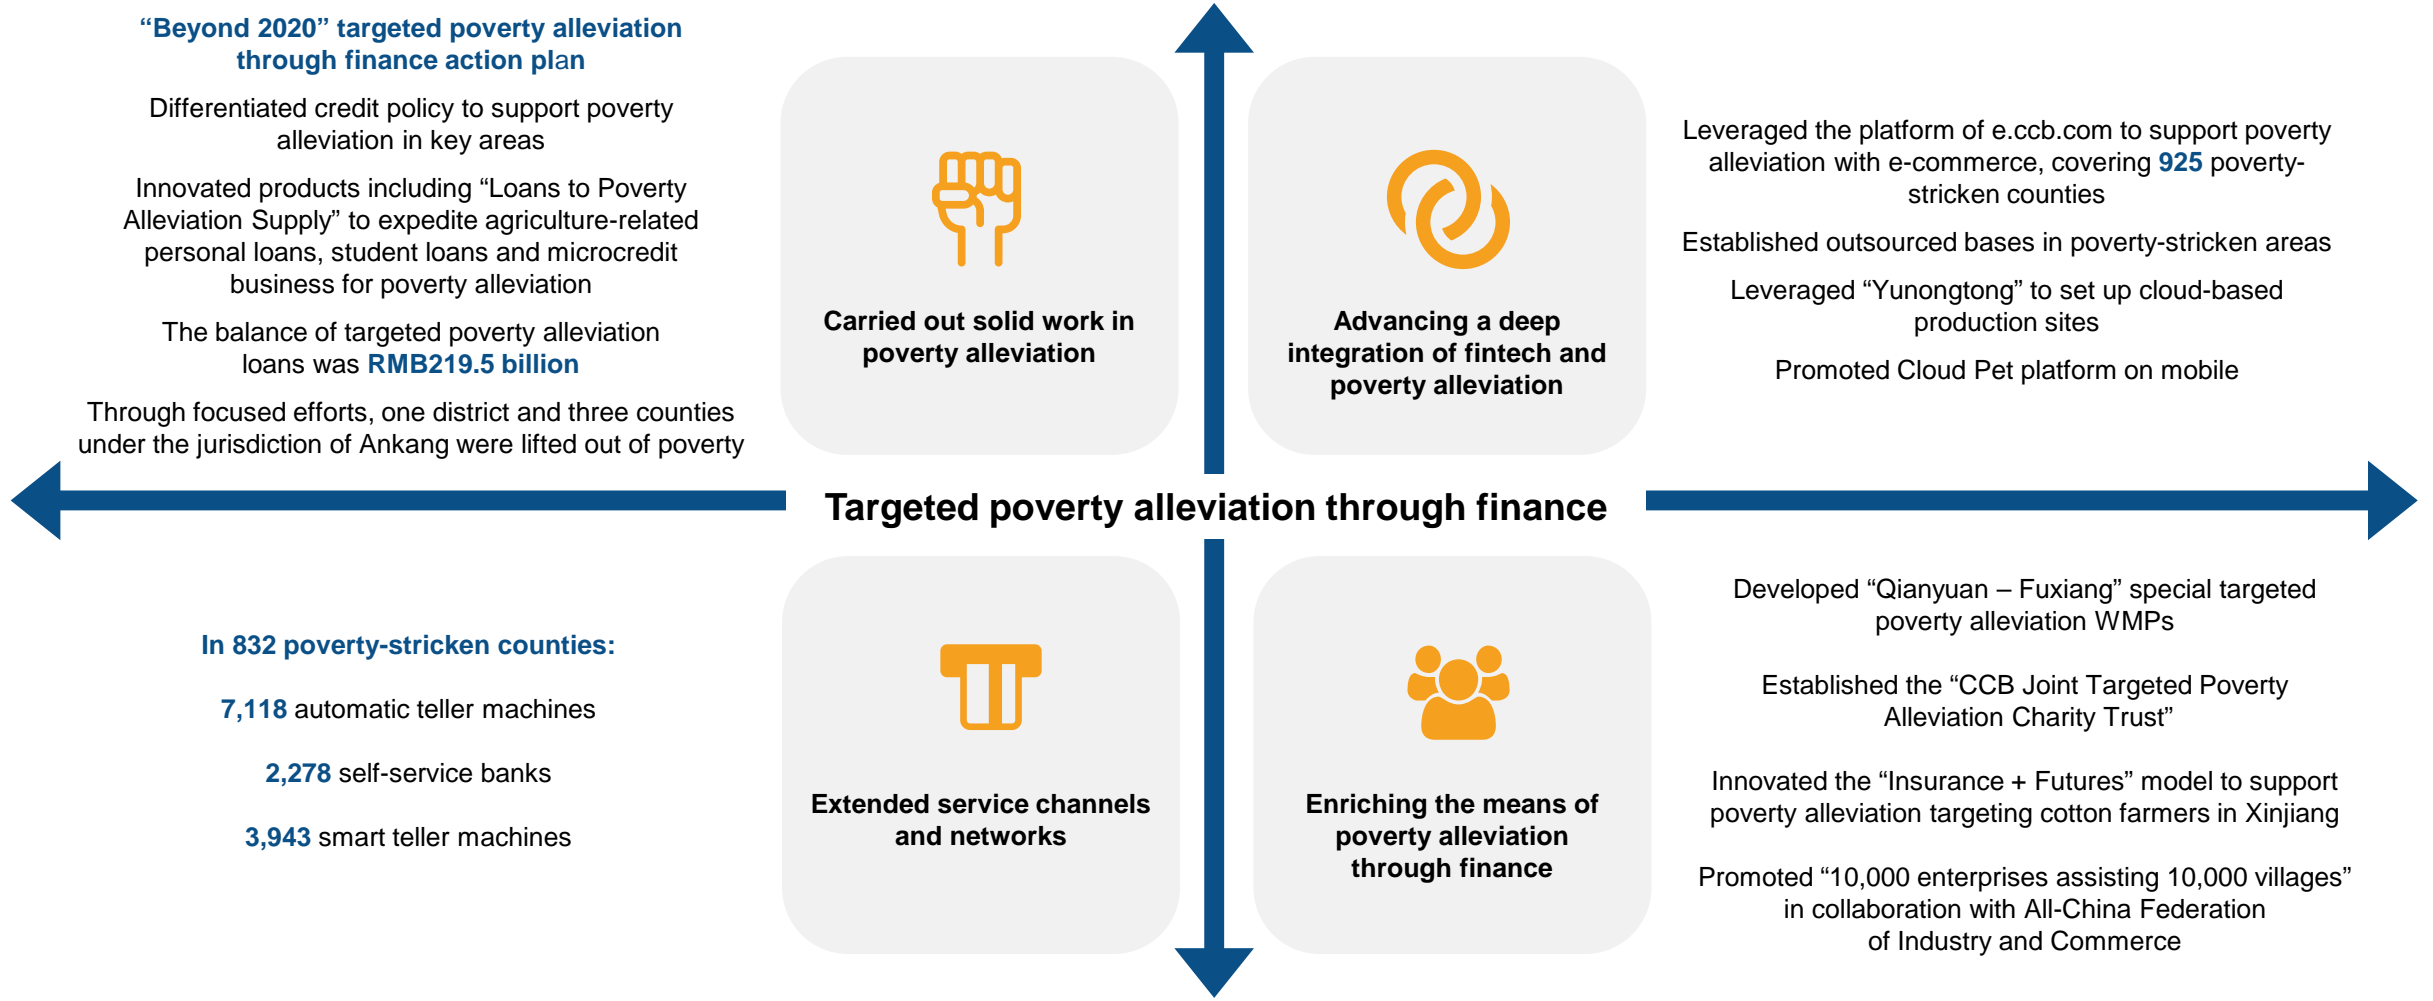 “Beyond 2020” targeted poverty alleviation
through finance action plan
Differentiated credit policy to support poverty
alleviation in key areas
Innovated products including “Loans to Poverty
Alleviation Supply” to expedite agriculture-related
personal loans, student loans and microcredit
business for poverty alleviation
The balance of targeted poverty alleviation
loans was RMB219.5 billion
Through focused efforts, one district and three counties
under the jurisdiction of Ankang were lifted out of poverty
Carried out solid work in
poverty alleviation
Advancing a deep
integration of fintech and
poverty alleviation
Leveraged the platform of e.ccb.com to support poverty
alleviation with e-commerce, covering 925 poverty-
stricken counties
Established outsourced bases in poverty-stricken areas
Leveraged “Yunongtong” to set up cloud-based
production sites
Promoted Cloud Pet platform on mobile
Targeted poverty alleviation through finance
In 832 poverty-stricken counties:
7,118 automatic teller machines
2,278 self-service banks
3,943 smart teller machines
Extended service channels
and networks
Enriching the means of
poverty alleviation
through finance
Developed “Qianyuan – Fuxiang” special targeted
poverty alleviation WMPs
Established the “CCB Joint Targeted Poverty
Alleviation Charity Trust”
Innovated the “Insurance + Futures” model to support
poverty alleviation targeting cotton farmers in Xinjiang
Promoted “10,000 enterprises assisting 10,000 villages”
in collaboration with All-China Federation
of Industry and Commerce